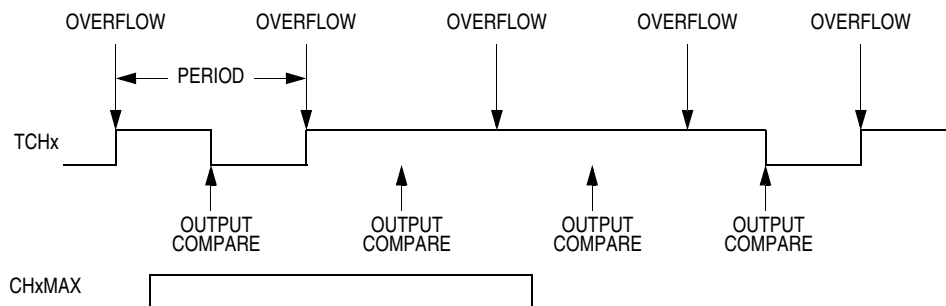 OVERFLOW OVERFLOW OVERFLOW OVERFLOW OVERFLOW
PERIOD
TCHx
OUTPUT OUTPUT OUTPUT OUTPUT
COMPARE COMPARE COMPARE COMPARE
CHxMAX